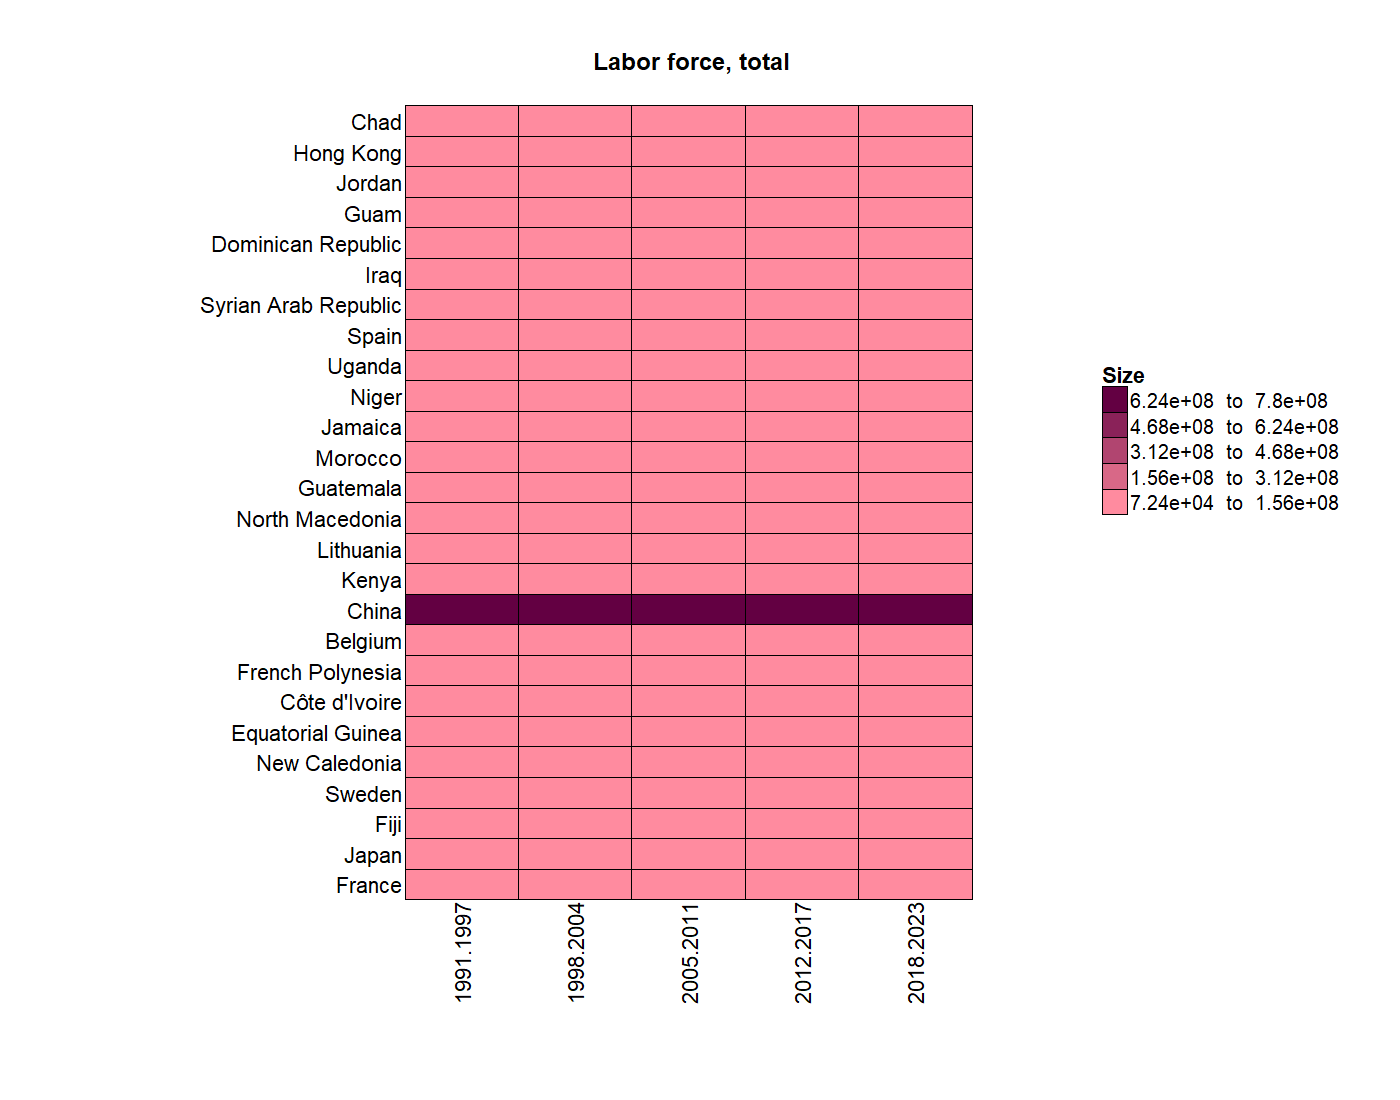 Labor force, total
Chad
Hong Kong
Jordan
Guam
Dominican Republic
Iraq
Syrian Arab Republic
Spain
Uganda
Niger
Jamaica
Morocco
Guatemala
North Macedonia
Lithuania
Kenya
China
Belgium
French Polynesia
Côte d'Ivoire
Equatorial Guinea
New Caledonia
Sweden
Fiji
Japan
France
1991.1997
1998.2004
2005.2011
2012.2017
2018.2023
Size
6.24e+08 to 7.8e+08
4.68e+08 to 6.24e+08
3.12e+08 to 4.68e+08
1.56e+08 to 3.12e+08
7.24e+04 to 1.56e+08